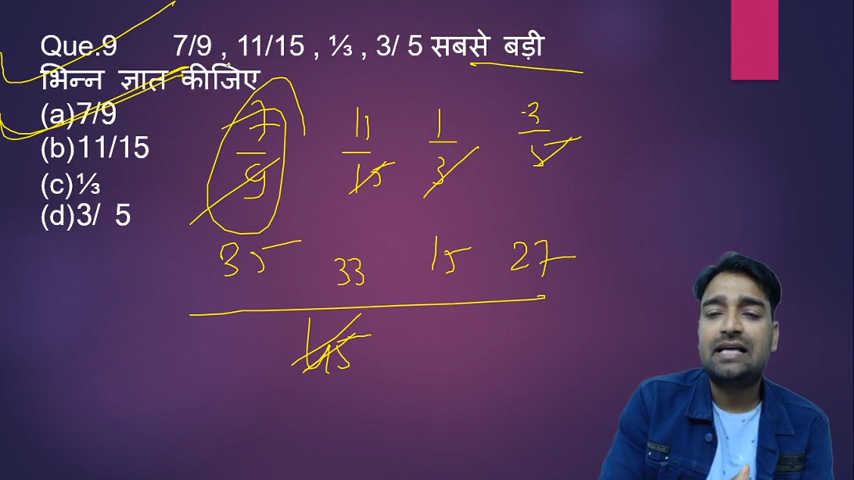 Que.9 7/9 , 11/15 , ⅓ , 3/ 5 सबसे बड़ी
भिन्न ज्ञात कीजिए
(a)7/9
(b)11/15
(c)⅓
(d)3/ 5
7/9 11/15 1/3 3/5
35 33 15 27
45